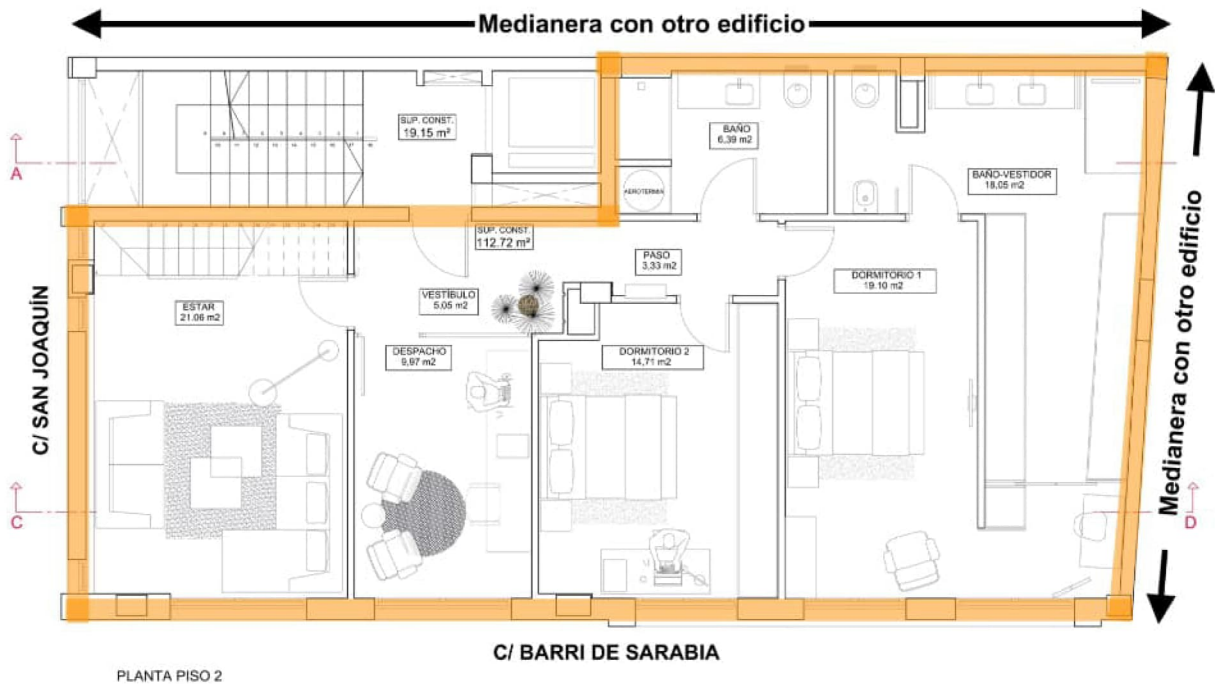 Medianera con otro edificio
SUP. CONST.
19.15 m²
BAÑO
6,39 m2
A
A
BAÑO-VESTIDOR
18,05 m2
AEROTERMIA
SUP. CONST.
112.72 m²
PASO
3,33 m2
DORMITORIO 1
19.10 m2
VESTÍBULO
5,05 m2
ESTAR
21.06 m2
DESPACHO
9,97 m2
DORMITORIO 2
14,71 m2
C/ SAN JOAQUÍN
Medianera con otro edificio
C
D
C/ BARRI DE SARABIA
PLANTA PISO 2